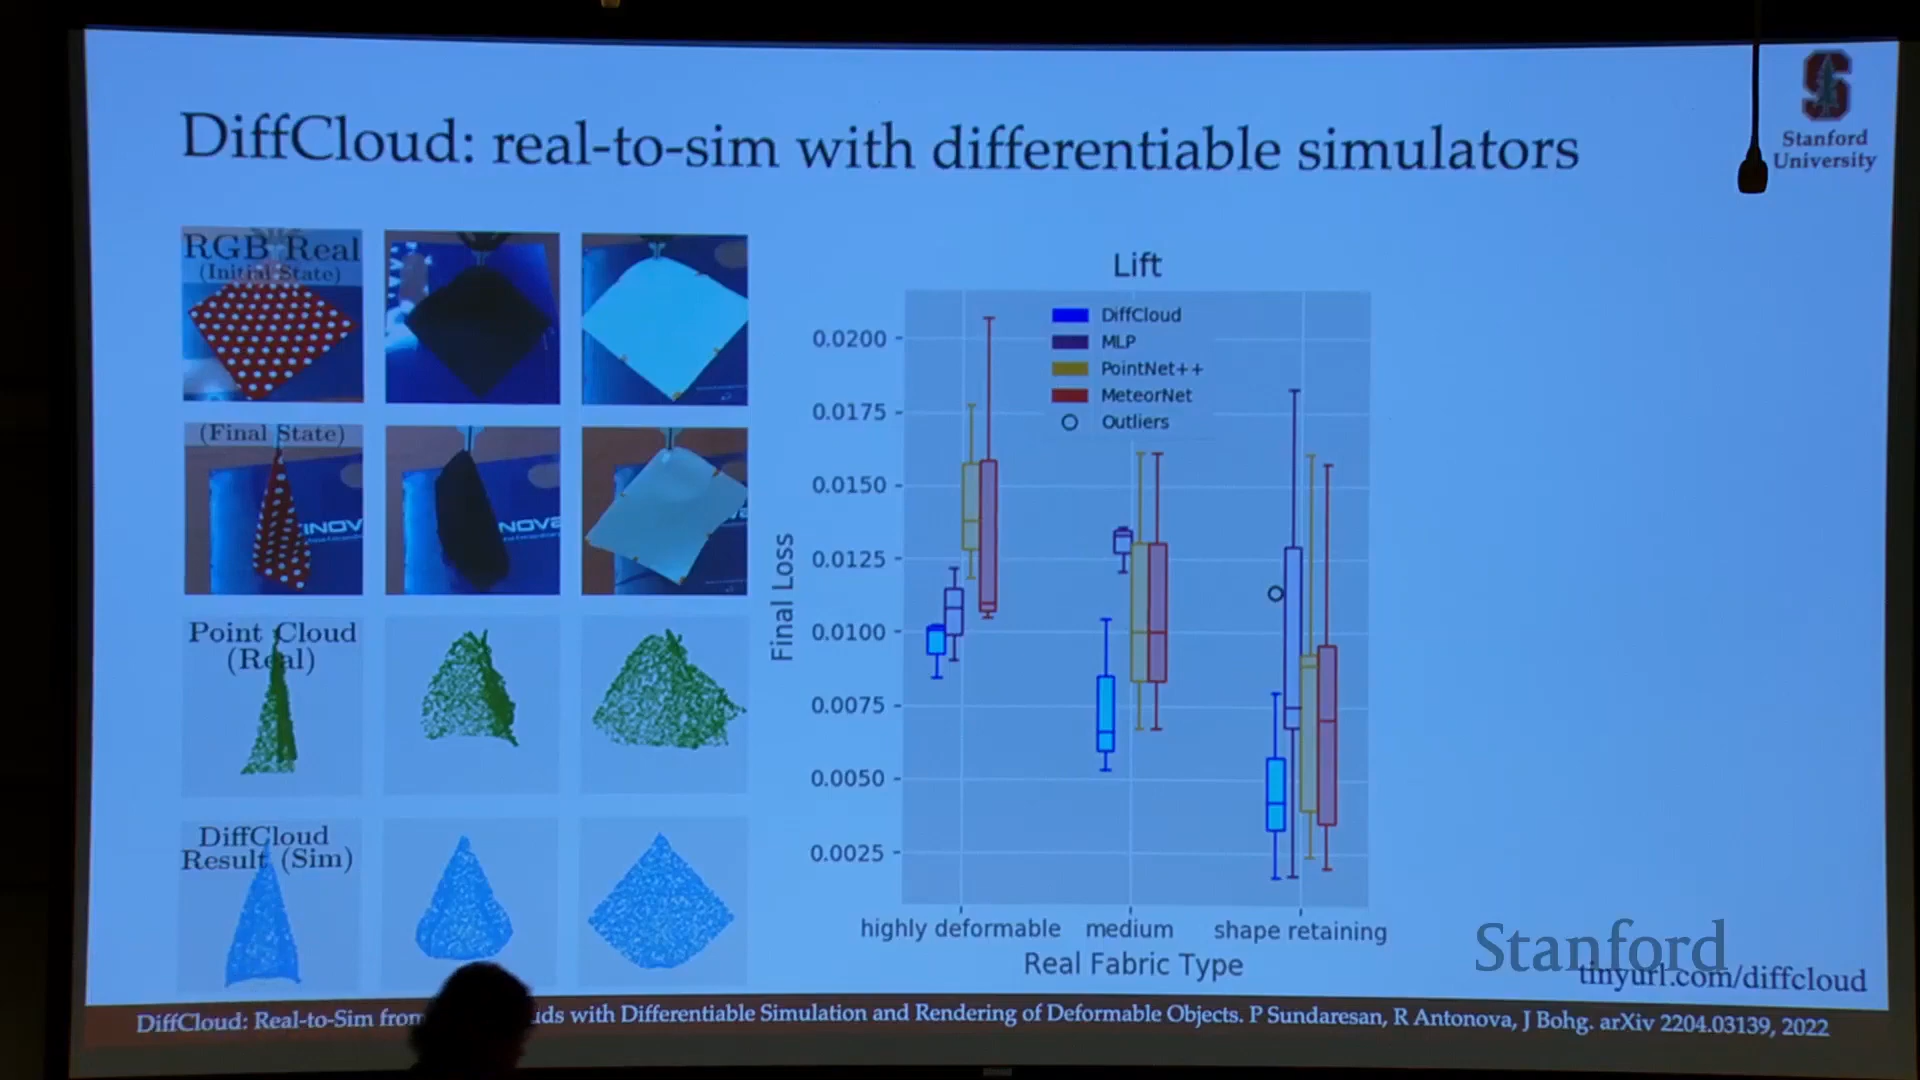 DiffCloud: real-to-sim with differentiable simulators
Stanford
University
RGB Real
(Initial State)
(Final State)
INOV
NOVA
Point Cloud
(Real)
DiffCloud
Result (Sim)
Lift
DiffCloud
MLP
PointNet++
MeteorNet
Outliers
Final Loss
0.0200
0.0175
0.0150
0.0125
0.0100
0.0075
0.0050
0.0025
highly deformable medium shape retaining
Real Fabric Type
Stanford
tinyurl.com/diffcloud
DiffCloud: Real-to-Sim from uds with Differentiable Simulation and Rendering of Deformable Objects. P Sundaresan, R Antonova, J Bohg. arXiv 2204.03139, 2022